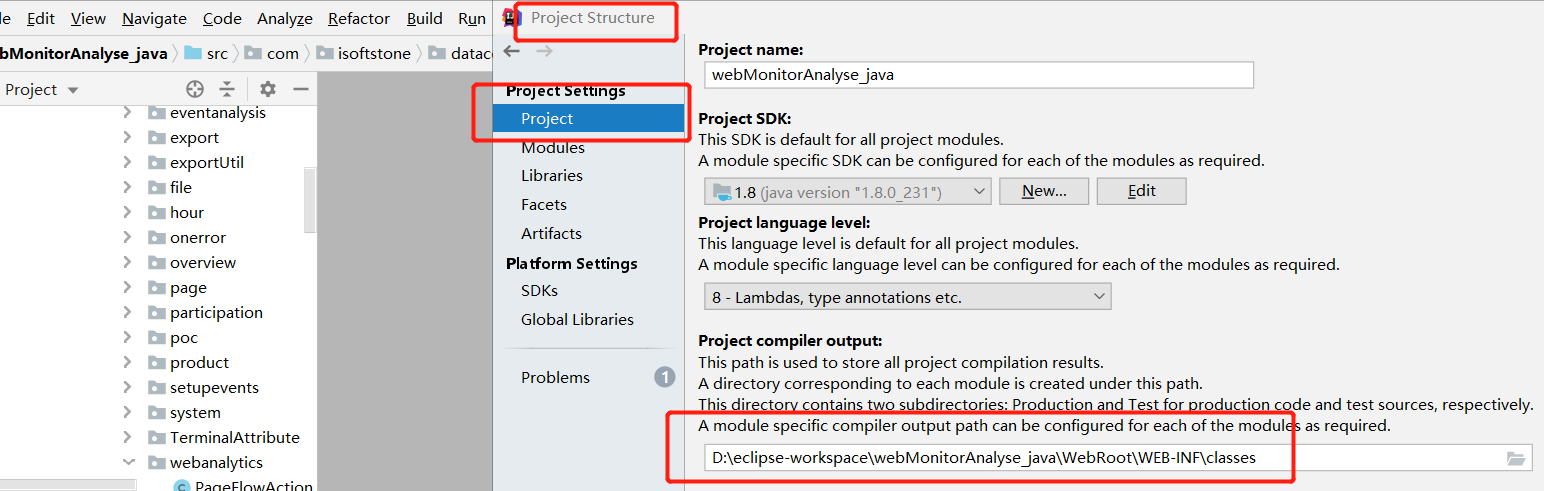 le Edit View Navigate Code Analyze Refactor Build Run
bMonitorAnalyse_java src com isoftstone datac
Project
eventanalysis
export
exportUtil
file
hour
onerror
overview
page
participation
poc
product
setupevents
system
TerminalAttribute
webanalytics
PageFlowAction
Project Structure
Project Settings
Project
Modules
Libraries
Facets
Artifacts
Platform Settings
SDKs
Global Libraries
Problems 1
Project name:
webMonitorAnalyse_java
Project SDK:
This SDK is default for all project modules.
A module specific SDK can be configured for each of the modules as required.
1.8 (java version "1.8.0_231") New... Edit
Project language level:
This language level is default for all project modules.
A module specific language level can be configured for each of the modules as required.
8 - Lambdas, type annotations etc.
Project compiler output:
This path is used to store all project compilation results.
A directory corresponding to each module is created under this path.
This directory contains two subdirectories: Production and Test for production code and test sources, respectively.
A module specific compiler output path can be configured for each of the modules as required.
D:\eclipse-workspace\webMonitorAnalyse_java\WebRoot\WEB-INF\classes